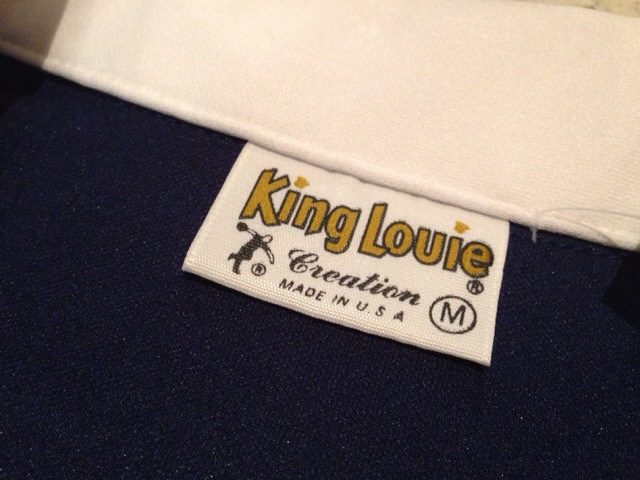 King Louie ®
® Creation
MADE IN U.S.A M